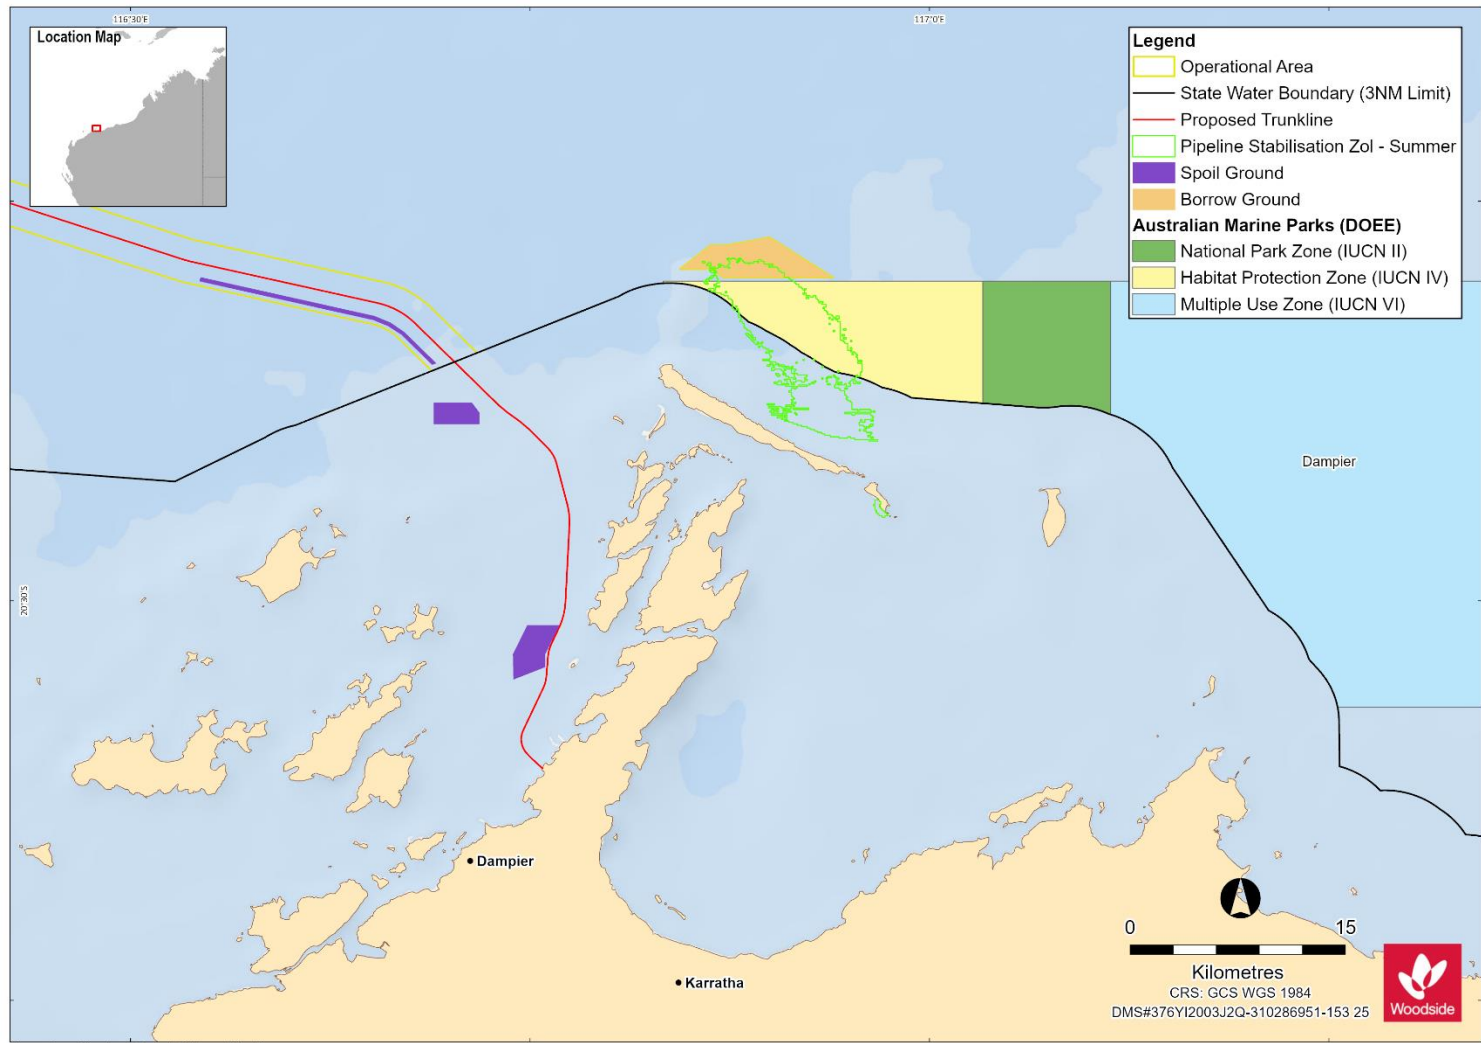 116°30'E
117°0'E
Location Map
Legend
Operational Area
State Water Boundary (3NM Limit)
Proposed Trunkline
Pipeline Stabilisation ZoI - Summer
Spoil Ground
Borrow Ground
Australian Marine Parks (DOEE)
National Park Zone (IUCN II)
Habitat Protection Zone (IUCN IV)
Multiple Use Zone (IUCN VI)
Dampier
20°30'S
Dampier
Karratha
0 15
Kilometres
CRS: GCS WGS 1984
DMS#376YI2003J2Q-310286951-153 25
Woodside